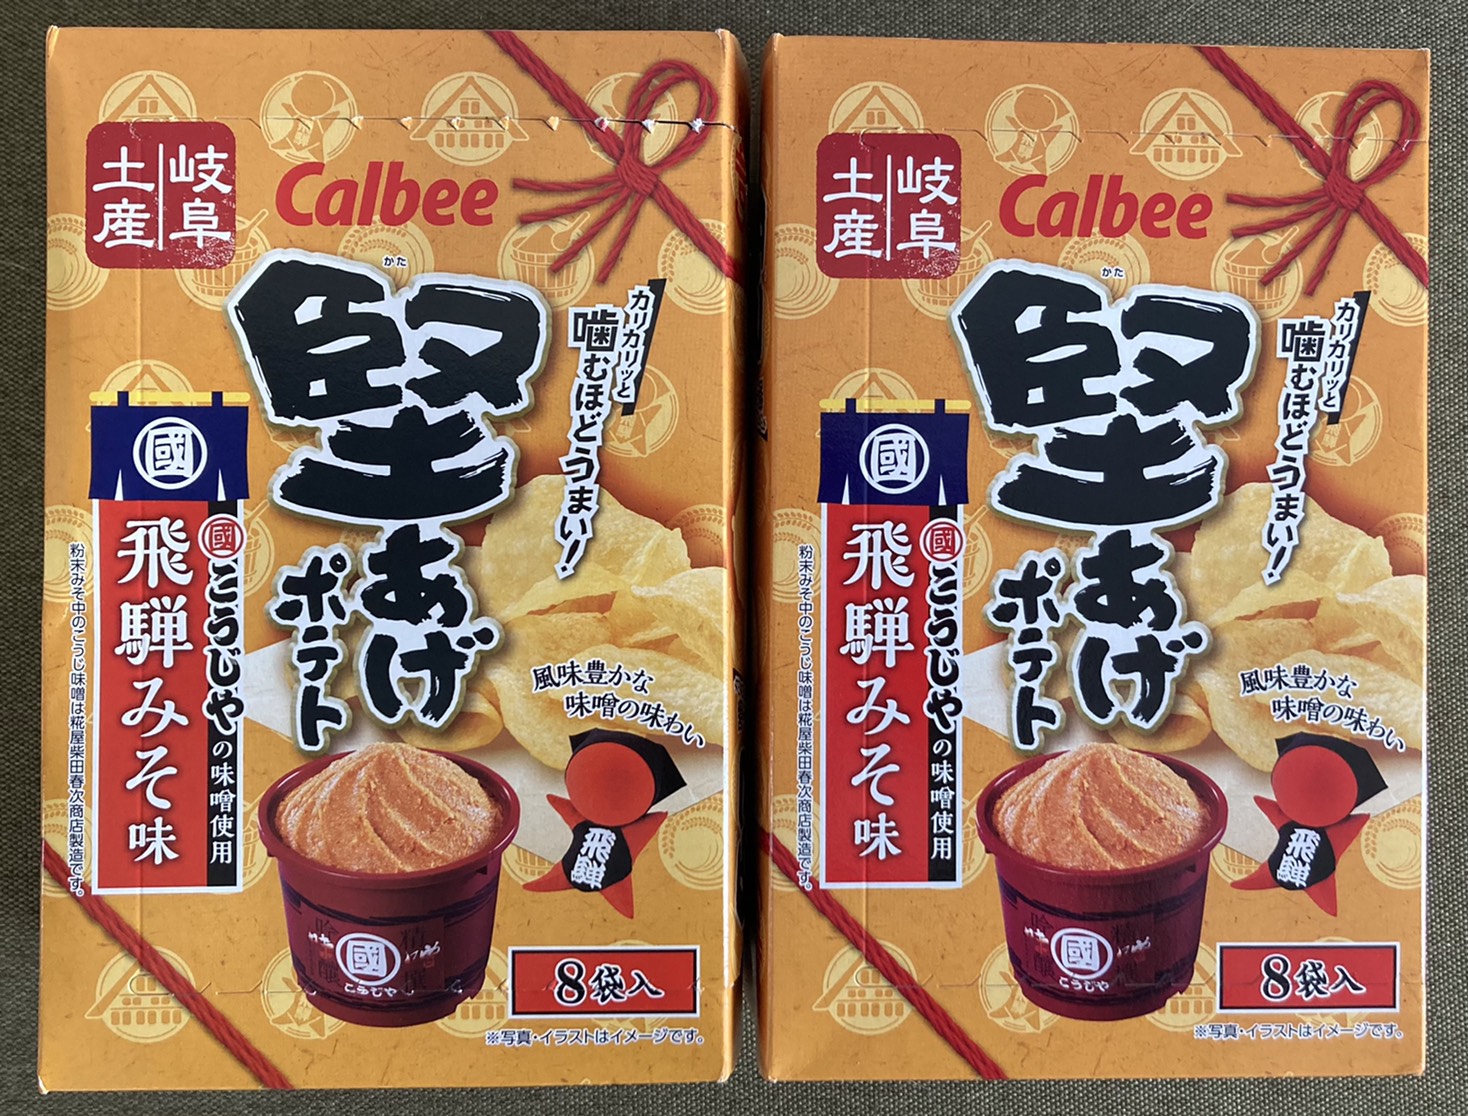 岐阜
土産
Calbee
かた
堅あげ
ポテト
カリカリッと
噛むほどうまい!
國
國こうじやの味噌使用
飛騨みそ味
粉末みそ中のこうじ味噌は糀屋柴田春次商店製造です。
風味豊かな
味噌の味わい
飛騨
國
こうじや
8袋入
※写真・イラストはイメージです。
岐阜
土産
Calbee
かた
堅あげ
ポテト
カリカリッと
噛むほどうまい!
國
國こうじやの味噌使用
飛騨みそ味
粉末みそ中のこうじ味噌は糀屋柴田春次商店製造です。
風味豊かな
味噌の味わい
飛騨
國
こうじや
8袋入
※写真・イラストはイメージです。